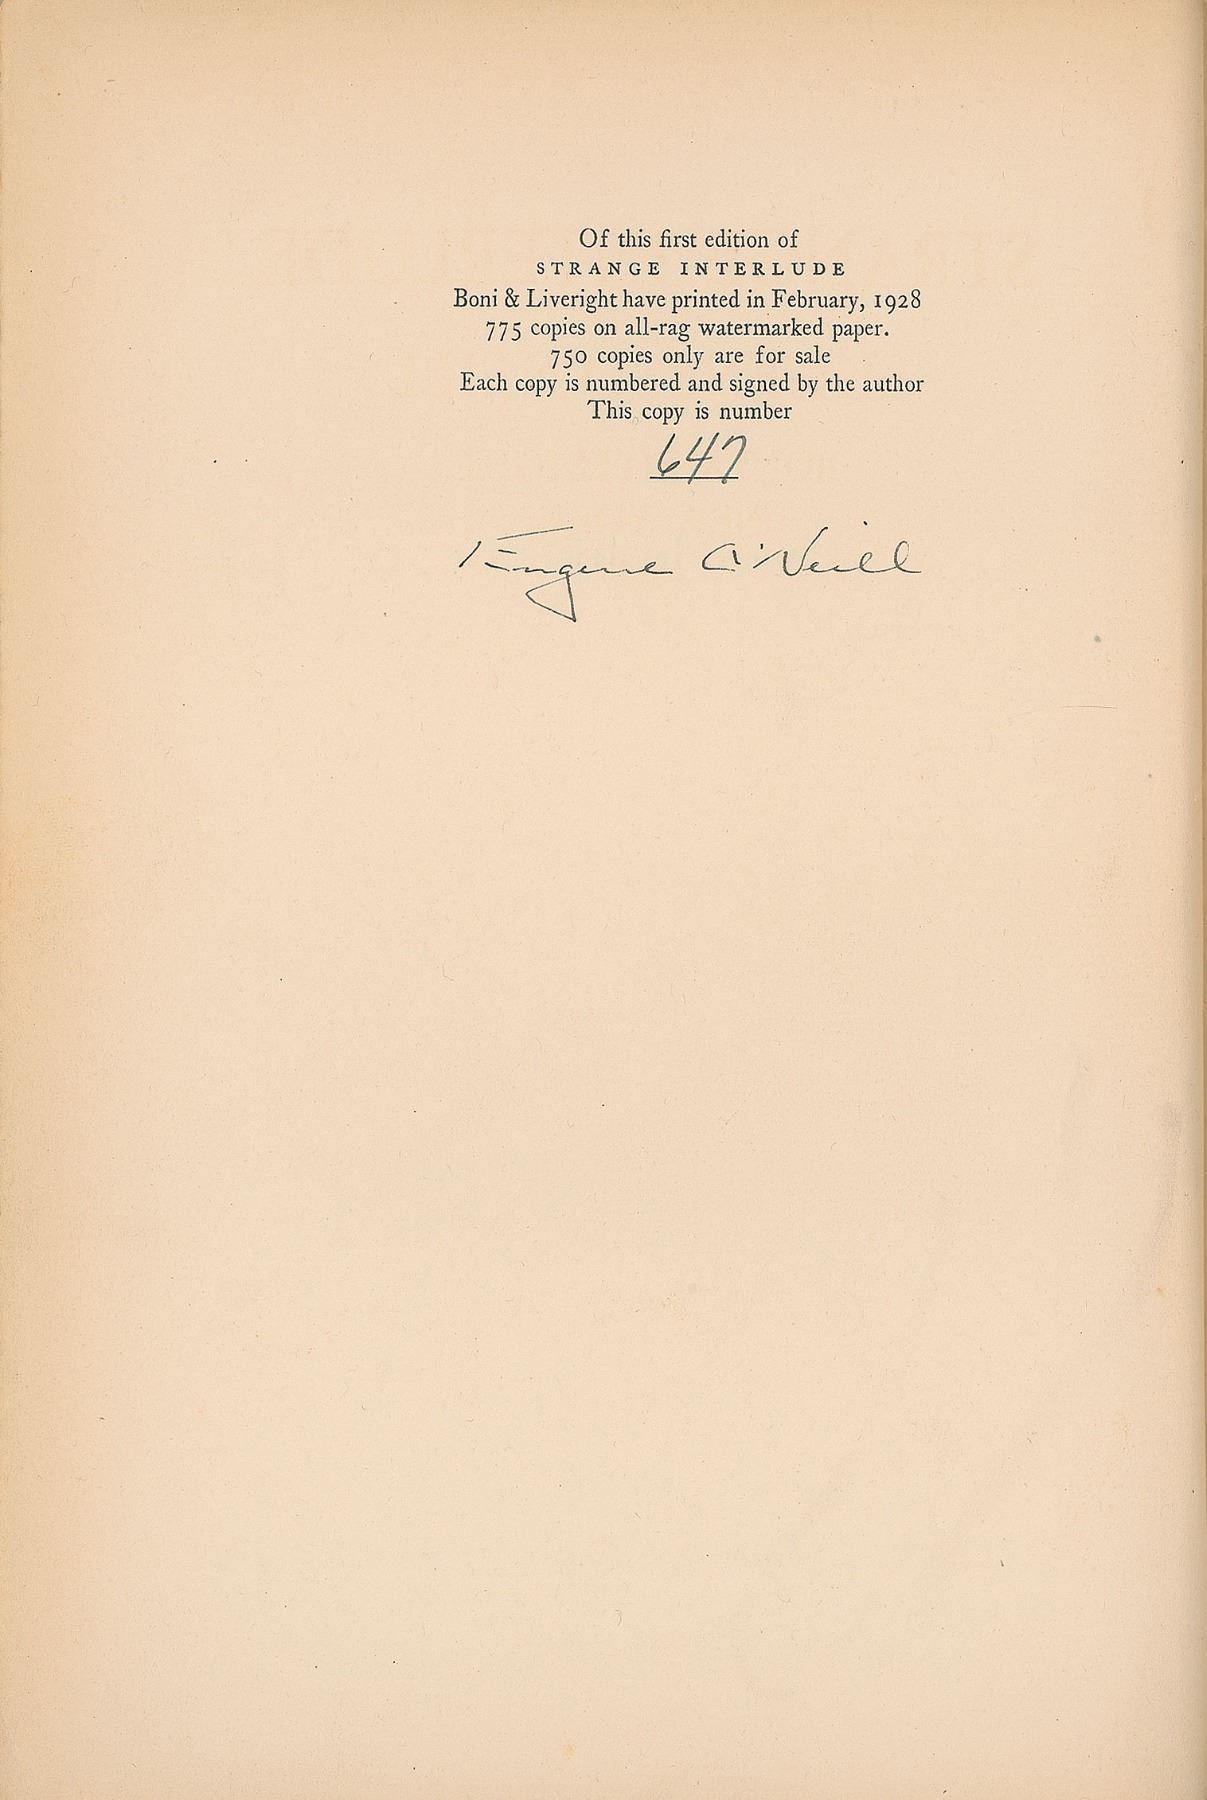 Of this first edition of
STRANGE INTERLUDE
Boni & Liveright have printed in February, 1928
775 copies on all-rag watermarked paper.
750 copies only are for sale
Each copy is numbered and signed by the author
This copy is number
647
Eugene O'Neill